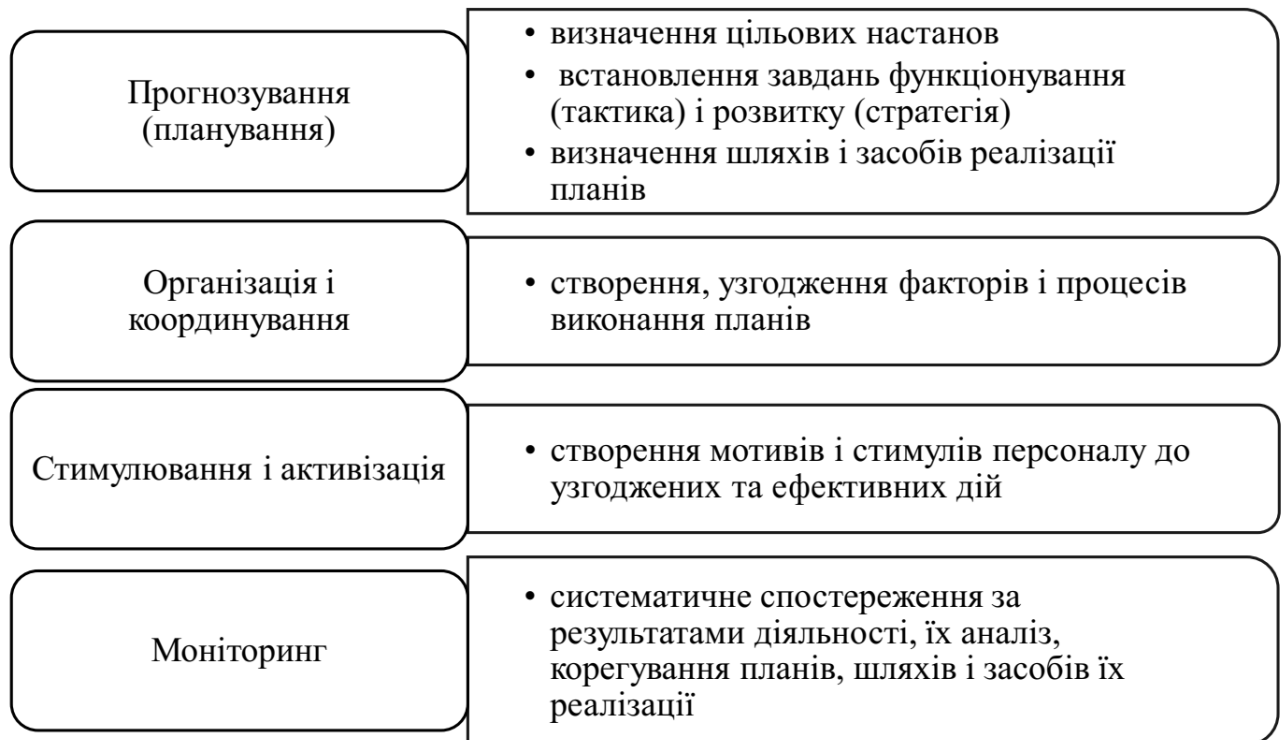 Прогнозування
(планування)
• визначення цільових настанов
• встановлення завдань функціонування
(тактика) і розвитку (стратегія)
• визначення шляхів і засобів реалізації
планів
Організація і
координування
• створення, узгодження факторів і процесів
виконання планів
Стимулювання і активізація
• створення мотивів і стимулів персоналу до
узгоджених та ефективних дій
Моніторинг
• систематичне спостереження за
результатами діяльності, їх аналіз,
корегування планів, шляхів і засобів їх
реалізації